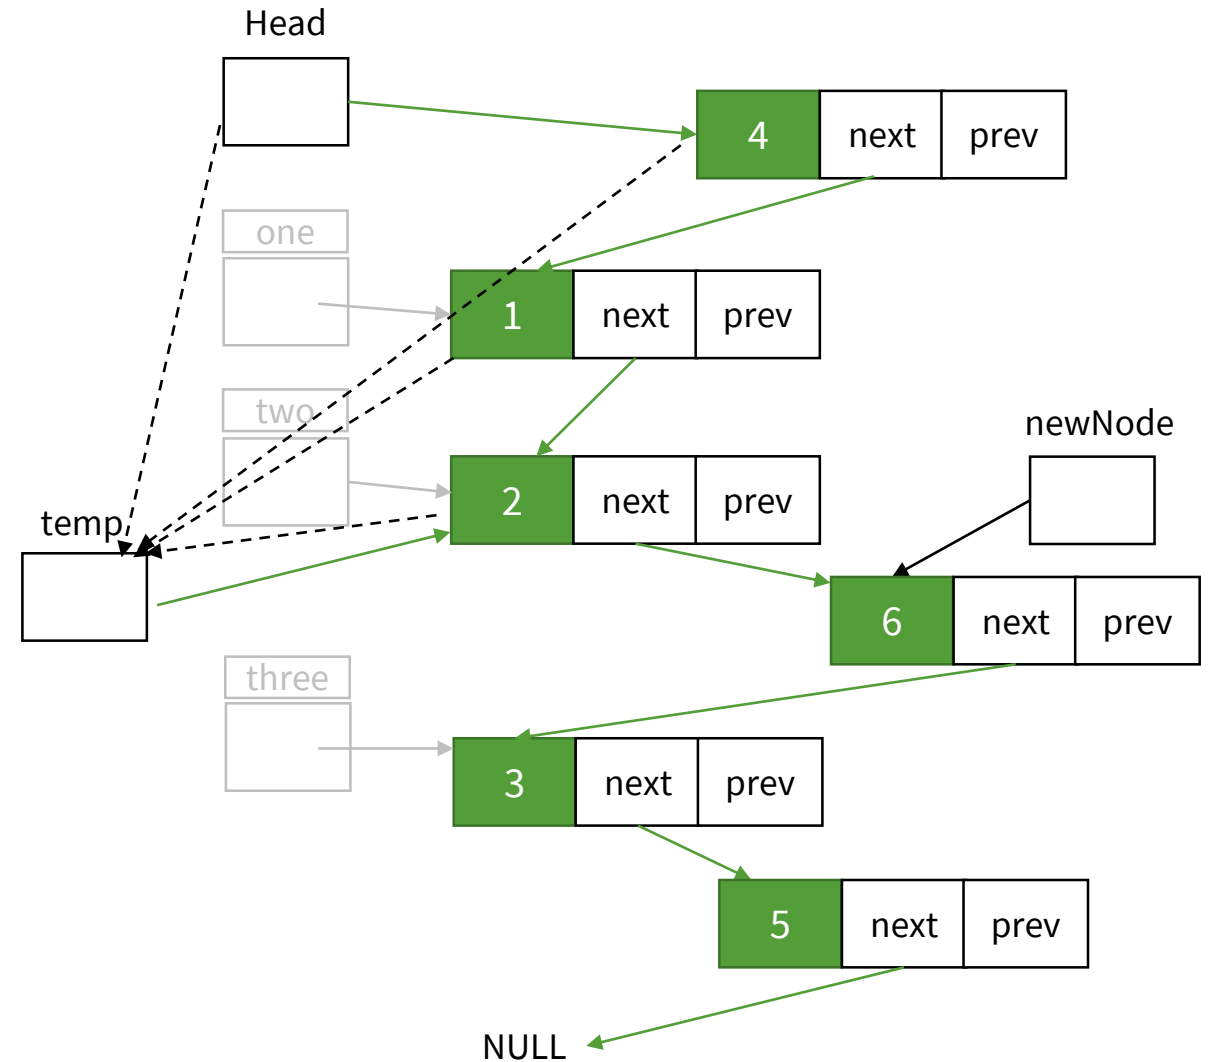 Head
4 next prev
one
1 next prev
two
newNode
2 next prev
temp
6 next prev
three
3 next prev
5 next prev
NULL